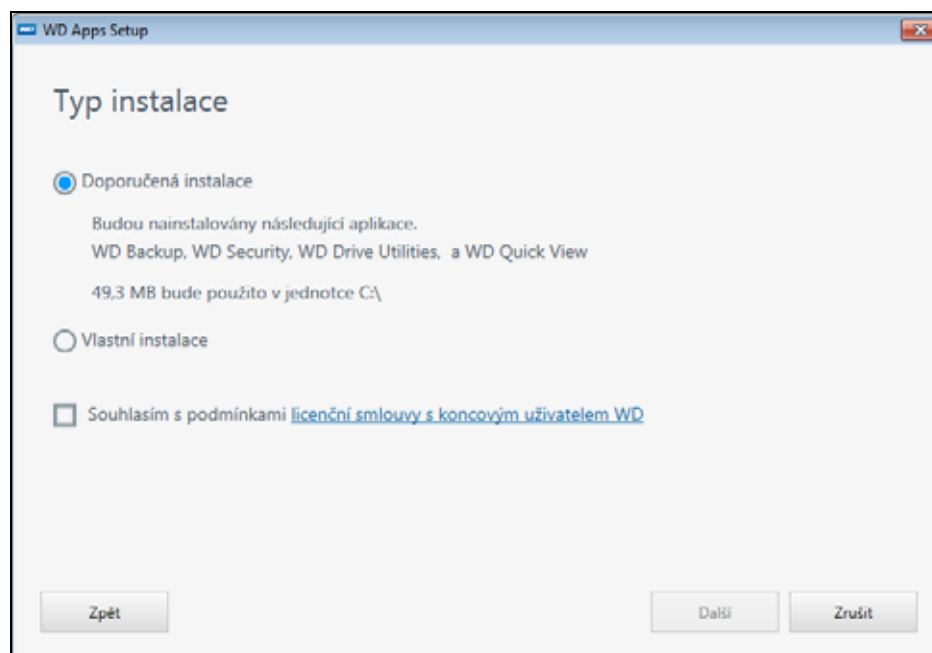 WD Apps Setup
Typ instalace
Doporučená instalace
Budou nainstalovány následující aplikace.
WD Backup, WD Security, WD Drive Utilities, a WD Quick View
49,3 MB bude použito v jednotce C:\
Vlastní instalace
Souhlasím s podmínkami licenční smlouvy s koncovým uživatelem WD
Zpět
Další
Zrušit